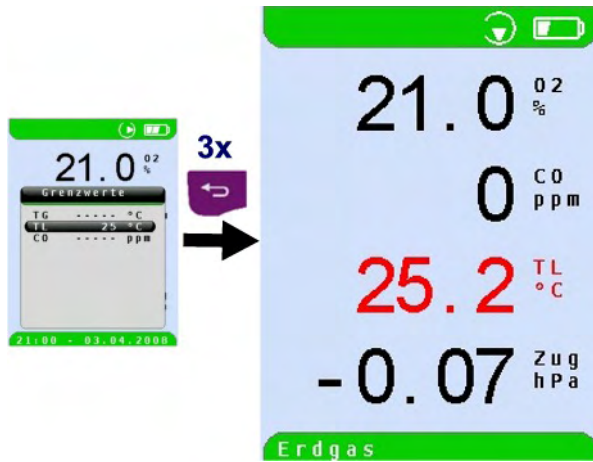 21.0 O2 %
Grenzwerte
TG ----- °C
TL 25 °C
CO ----- ppm
21:00 - 03.04.2008
3x
21.0 O2 %
0 CO ppm
25.2 TL °C
-0.07 Zug hPa
Erdgas